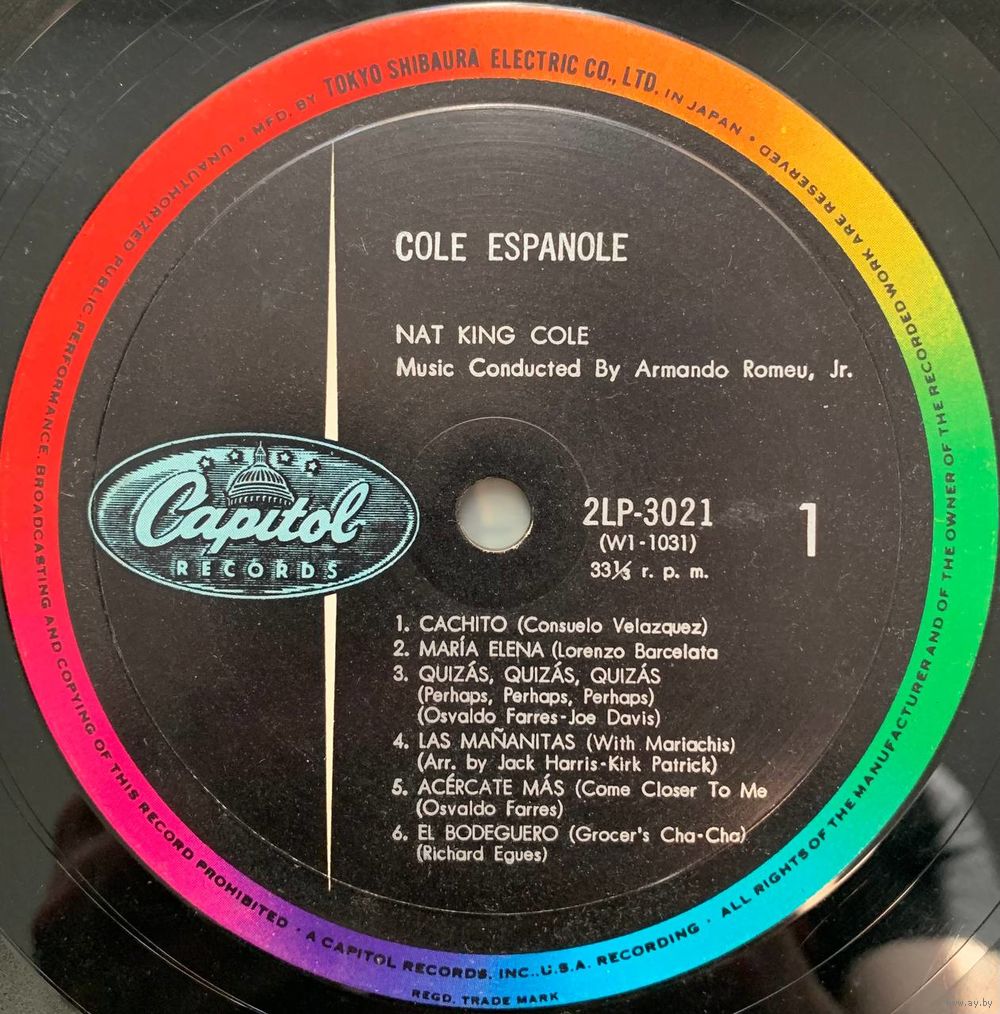 MFD. BY TOKYO SHIBAURA ELECTRIC CO., LTD. IN JAPAN •
ALL RIGHTS OF THE MANUFACTURER AND OF THE OWNER OF THE RECORDED WORK ARE RESERVED
UNAUTHORIZED PUBLIC PERFORMANCE, BROADCASTING AND COPYING OF THIS RECORD PROHIBITED •
COLE ESPANOLE
NAT KING COLE
Music Conducted By Armando Romeu, Jr.
Capitol
RECORDS
2LP-3021
1
(W1-1031)
33⅓ r. p. m.
1. CACHITO (Consuelo Velazquez)
2. MARÍA ELENA (Lorenzo Barcelata
3. QUIZÁS, QUIZÁS, QUIZÁS
(Perhaps, Perhaps, Perhaps)
(Osvaldo Farres-Joe Davis)
4. LAS MAÑANITAS (With Mariachis)
(Arr. by Jack Harris-Kirk Patrick)
5. ACÉRCATE MÁS (Come Closer To Me
(Osvaldo Farres)
6. EL BODEGUERO (Grocer's Cha-Cha)
(Richard Egues)
A CAPITOL RECORDS, INC., U.S.A. RECORDING •
REGD. TRADE MARK
www.ay.by